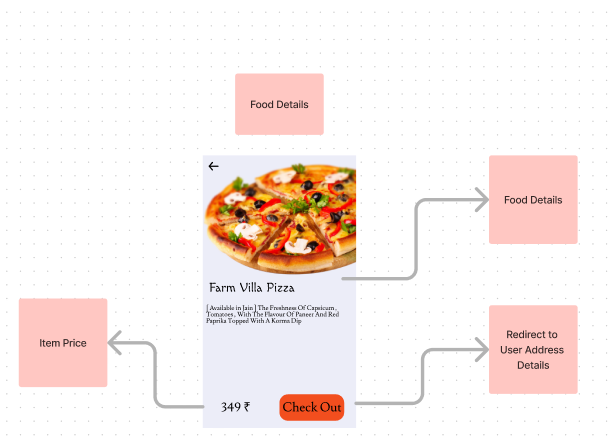 Food Details
Food Details
Farm Villa Pizza
[ Available in Jain ] The Freshness Of Capsicum ,
Tomatoes,, With The Flavour Of Paneer And Red
Paprika Topped With A Korma Dip
Redirect to
User Address
Details
Item Price
349 ₹
Check Out